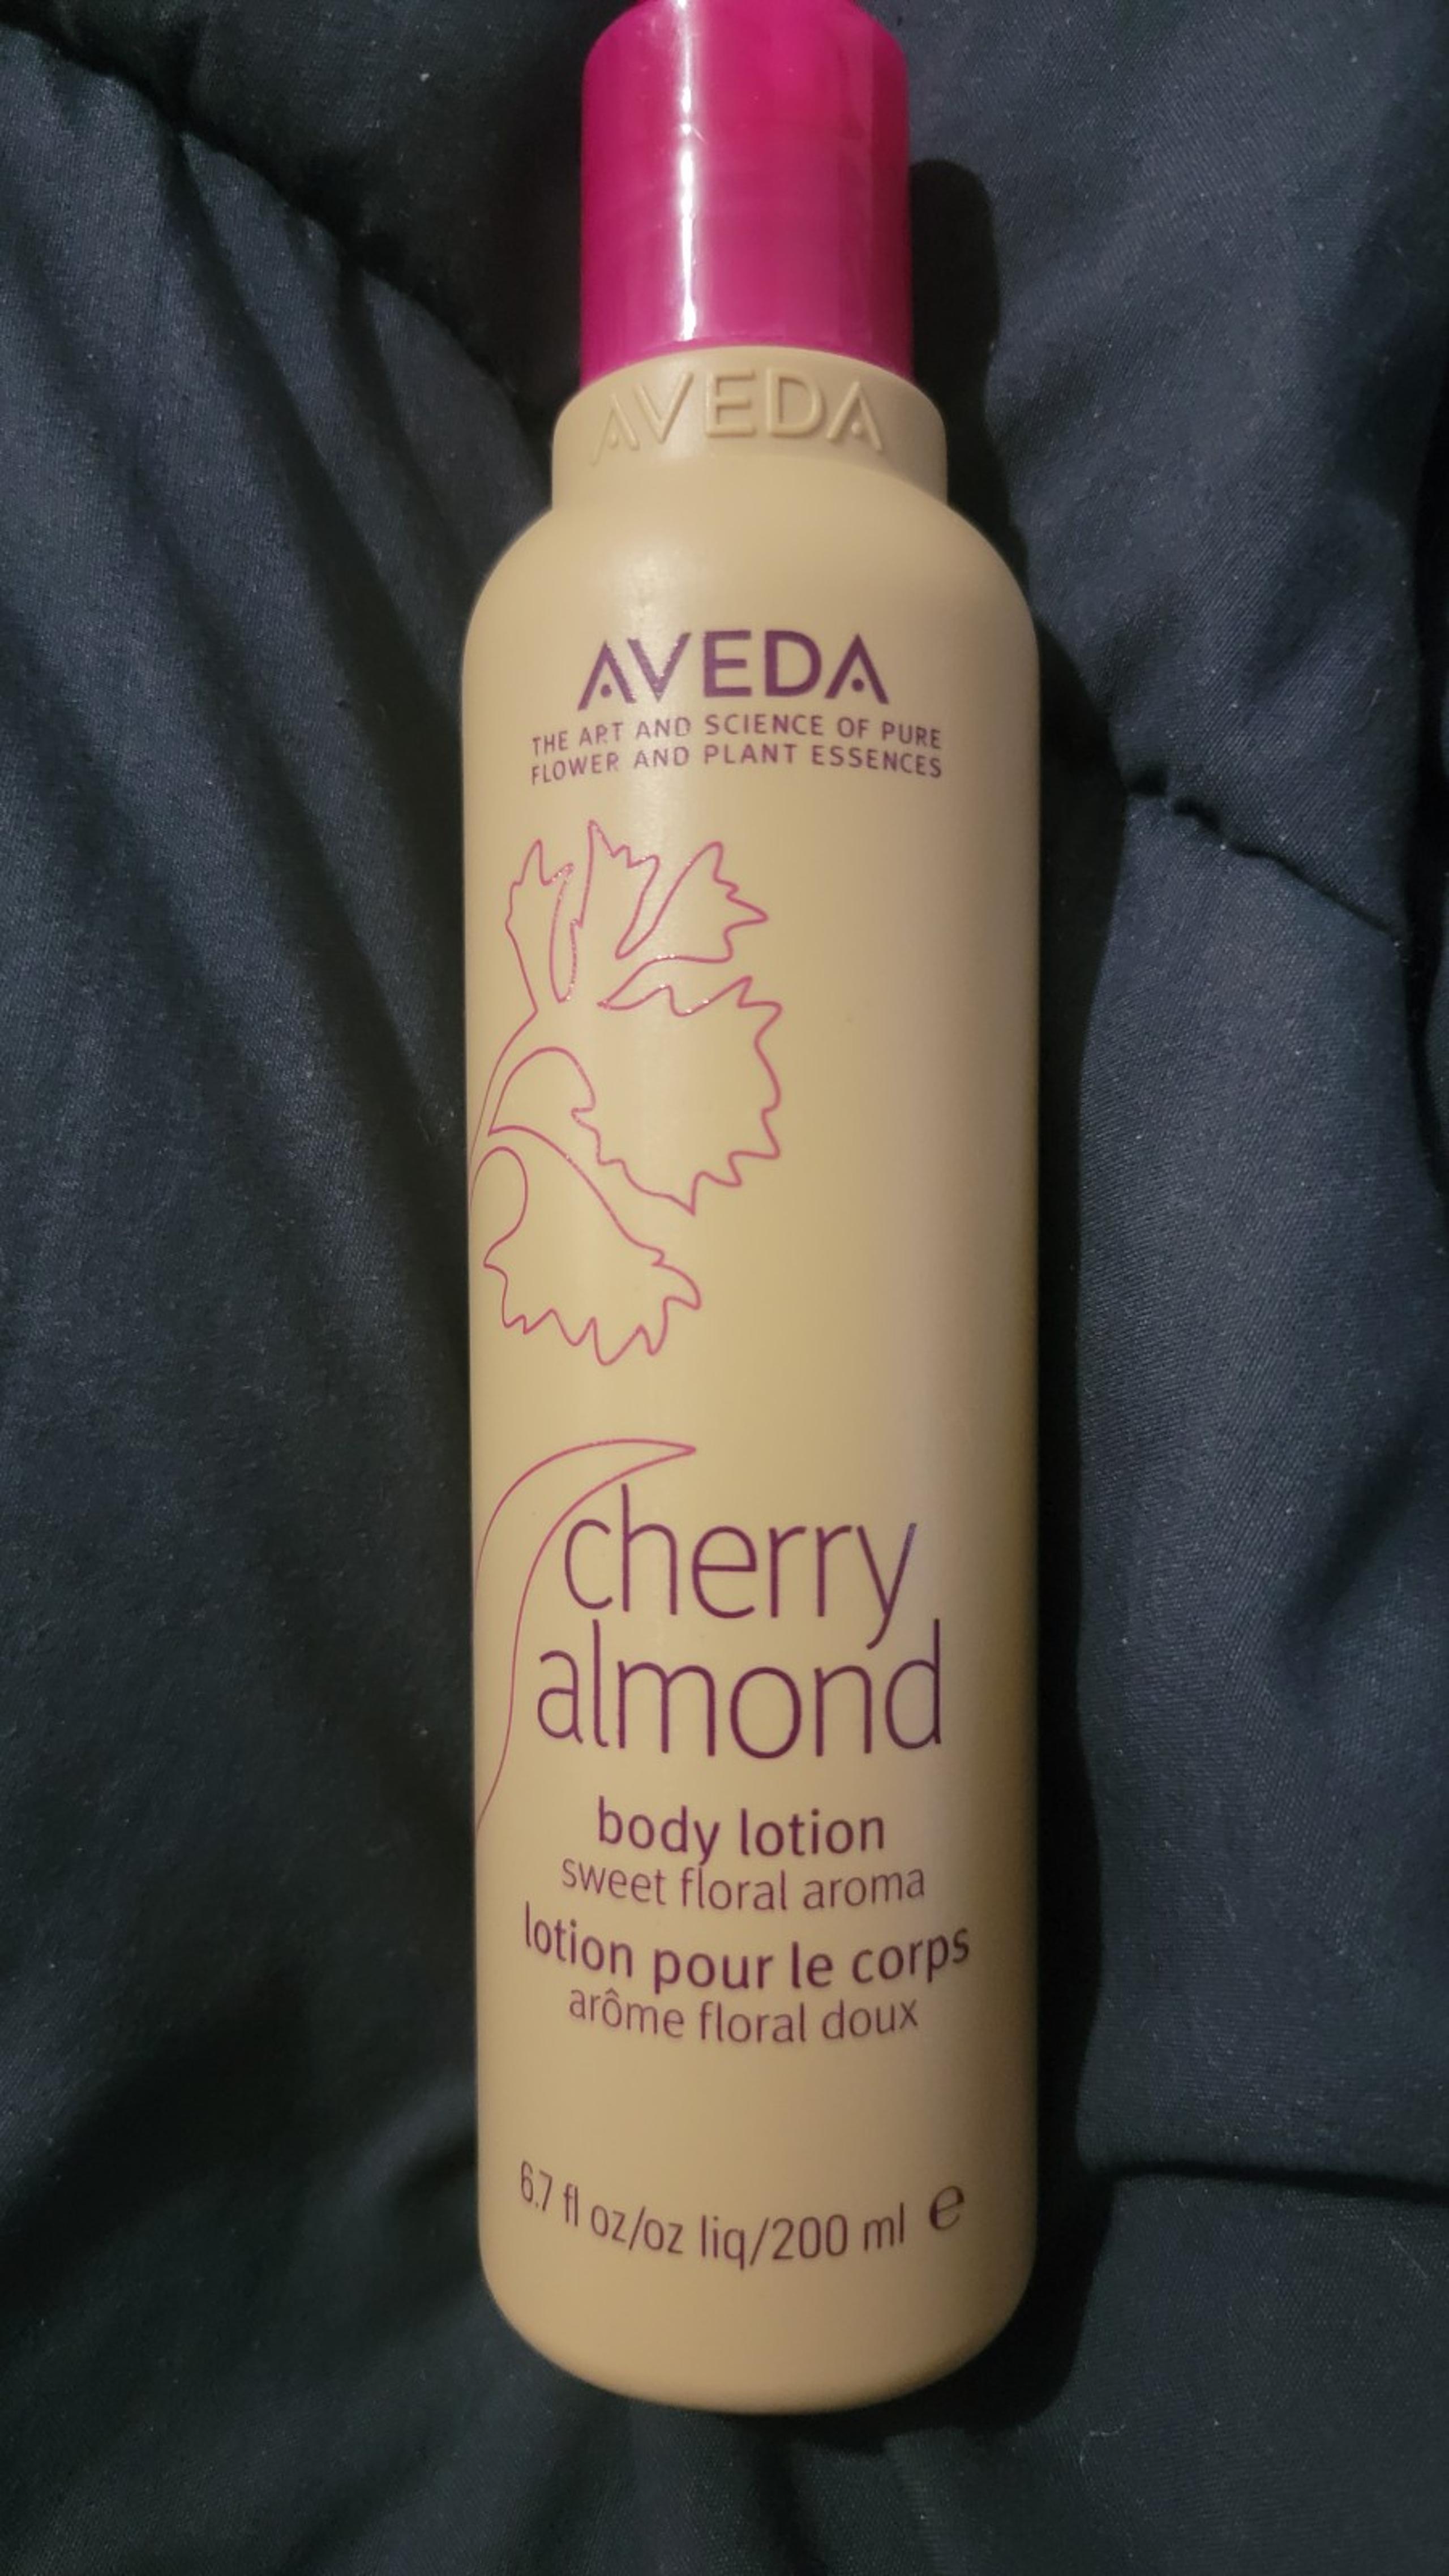 AVEDA
AVEDA
THE ART AND SCIENCE OF PURE
FLOWER AND PLANT ESSENCES
cherry
almond
body lotion
sweet floral aroma
lotion pour le corps
arôme floral doux
6.7 fl oz/oz liq/200 ml ℮